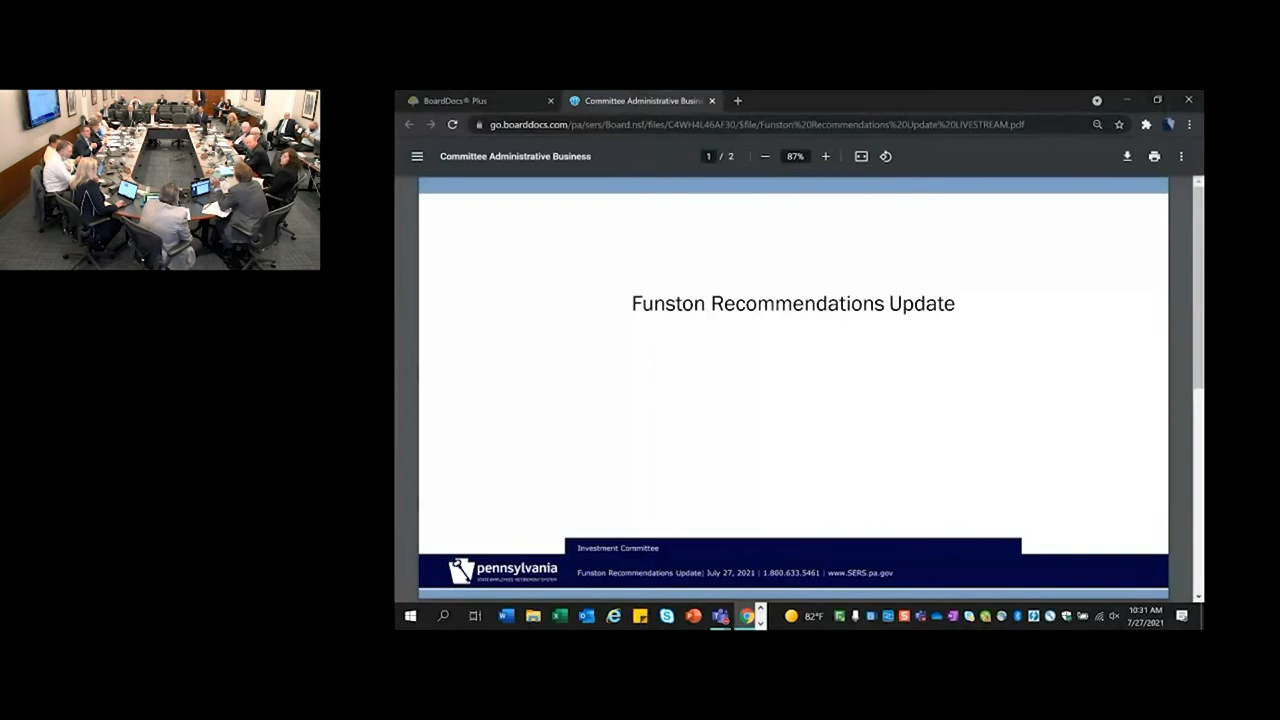 BoardDocs® Plus
Committee Administrative Busin
go.boarddocs.com/pa/sers/Board.nsf/files/C4WH4L46AF30/$file/Funston%20Recommendations%20Update%20LIVESTREAM.pdf
Committee Administrative Business
1 / 2
87%
Funston Recommendations Update
Investment Committee
pennsylvania
STATE EMPLOYEES' RETIREMENT SYSTEM
Funston Recommendations Update| July 27, 2021 | 1.800.633.5461 | www.SERS.pa.gov
82°F
10:31 AM
7/27/2021